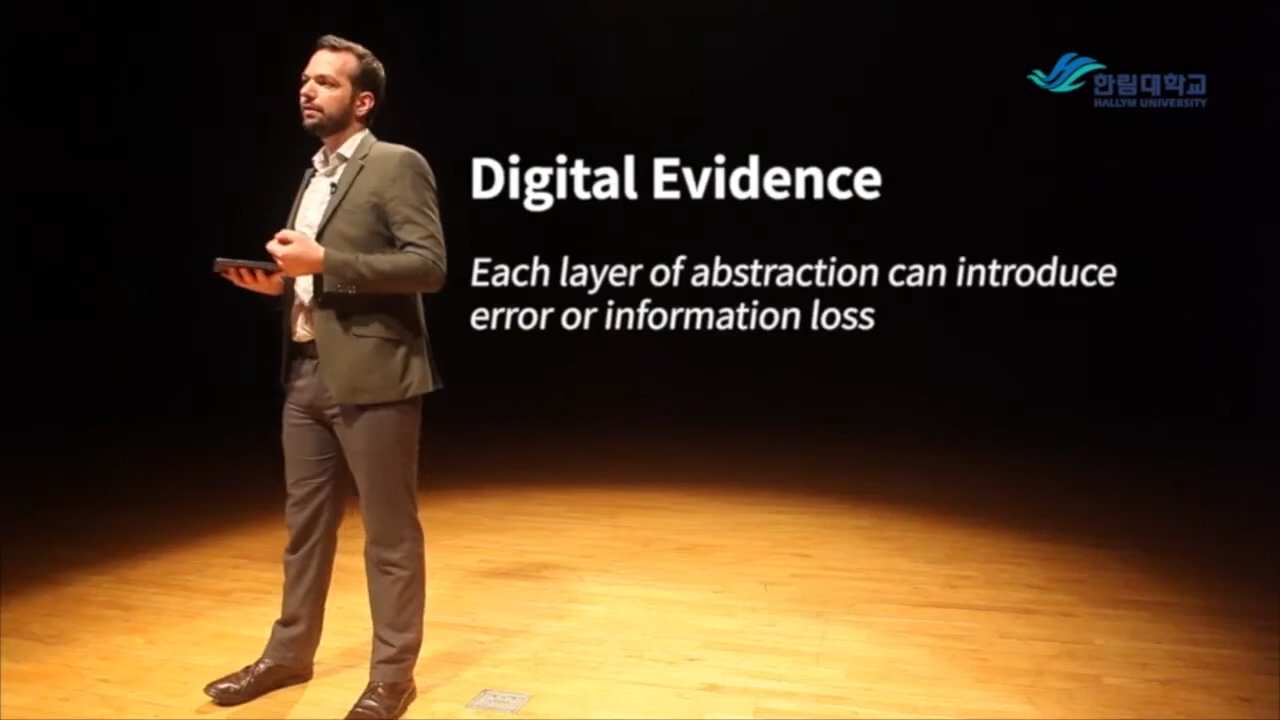 한림대학교
HALLYM UNIVERSITY
Digital Evidence
Each layer of abstraction can introduce
error or information loss